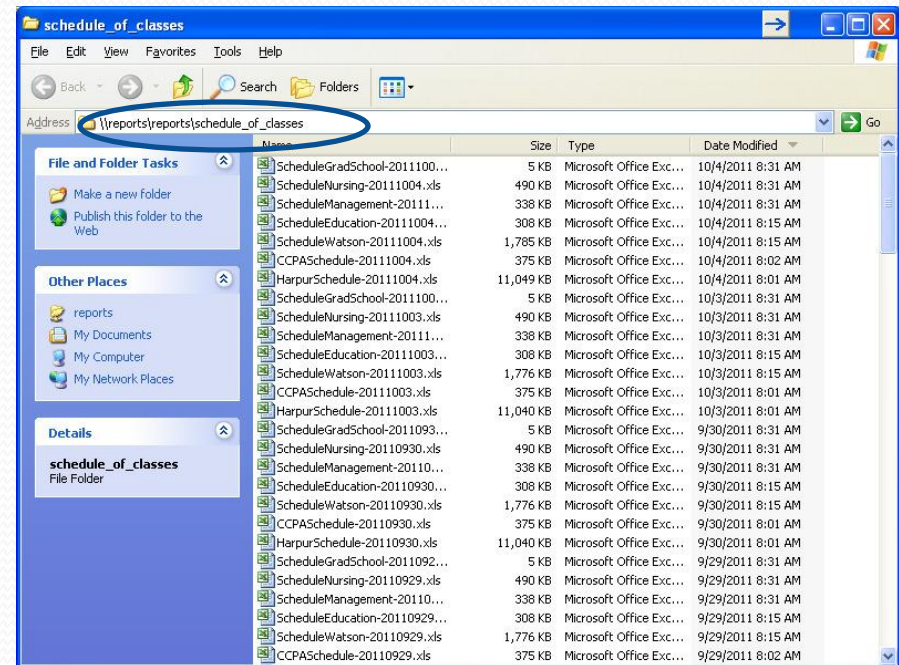 schedule_of_classes
File Edit View Favorites Tools Help
Back Search Folders
Address \\reports\reports\schedule_of_classes Go
Name Size Type Date Modified
File and Folder Tasks
Make a new folder
Publish this folder to the
Web
Other Places
reports
My Documents
My Computer
My Network Places
Details
schedule_of_classes
File Folder
ScheduleGradSchool-2011100... 5 KB Microsoft Office Exc... 10/4/2011 8:31 AM
ScheduleNursing-20111004.xls 490 KB Microsoft Office Exc... 10/4/2011 8:31 AM
ScheduleManagement-20111... 338 KB Microsoft Office Exc... 10/4/2011 8:31 AM
ScheduleEducation-20111004... 308 KB Microsoft Office Exc... 10/4/2011 8:15 AM
ScheduleWatson-20111004.xls 1,785 KB Microsoft Office Exc... 10/4/2011 8:15 AM
CCPASchedule-20111004.xls 375 KB Microsoft Office Exc... 10/4/2011 8:02 AM
HarpurSchedule-20111004.xls 11,049 KB Microsoft Office Exc... 10/4/2011 8:01 AM
ScheduleGradSchool-2011100... 5 KB Microsoft Office Exc... 10/3/2011 8:31 AM
ScheduleNursing-20111003.xls 490 KB Microsoft Office Exc... 10/3/2011 8:31 AM
ScheduleManagement-20111... 338 KB Microsoft Office Exc... 10/3/2011 8:31 AM
ScheduleEducation-20111003... 308 KB Microsoft Office Exc... 10/3/2011 8:15 AM
ScheduleWatson-20111003.xls 1,776 KB Microsoft Office Exc... 10/3/2011 8:15 AM
CCPASchedule-20111003.xls 375 KB Microsoft Office Exc... 10/3/2011 8:01 AM
HarpurSchedule-20111003.xls 11,040 KB Microsoft Office Exc... 10/3/2011 8:01 AM
ScheduleGradSchool-2011093... 5 KB Microsoft Office Exc... 9/30/2011 8:31 AM
ScheduleNursing-20110930.xls 490 KB Microsoft Office Exc... 9/30/2011 8:31 AM
ScheduleManagement-20110... 338 KB Microsoft Office Exc... 9/30/2011 8:31 AM
ScheduleEducation-20110930... 308 KB Microsoft Office Exc... 9/30/2011 8:15 AM
ScheduleWatson-20110930.xls 1,776 KB Microsoft Office Exc... 9/30/2011 8:15 AM
CCPASchedule-20110930.xls 375 KB Microsoft Office Exc... 9/30/2011 8:01 AM
HarpurSchedule-20110930.xls 11,040 KB Microsoft Office Exc... 9/30/2011 8:01 AM
ScheduleGradSchool-2011092... 5 KB Microsoft Office Exc... 9/29/2011 8:31 AM
ScheduleNursing-20110929.xls 490 KB Microsoft Office Exc... 9/29/2011 8:31 AM
ScheduleManagement-20110... 338 KB Microsoft Office Exc... 9/29/2011 8:31 AM
ScheduleEducation-20110929... 308 KB Microsoft Office Exc... 9/29/2011 8:15 AM
ScheduleWatson-20110929.xls 1,776 KB Microsoft Office Exc... 9/29/2011 8:15 AM
CCPASchedule-20110929.xls 375 KB Microsoft Office Exc... 9/29/2011 8:02 AM